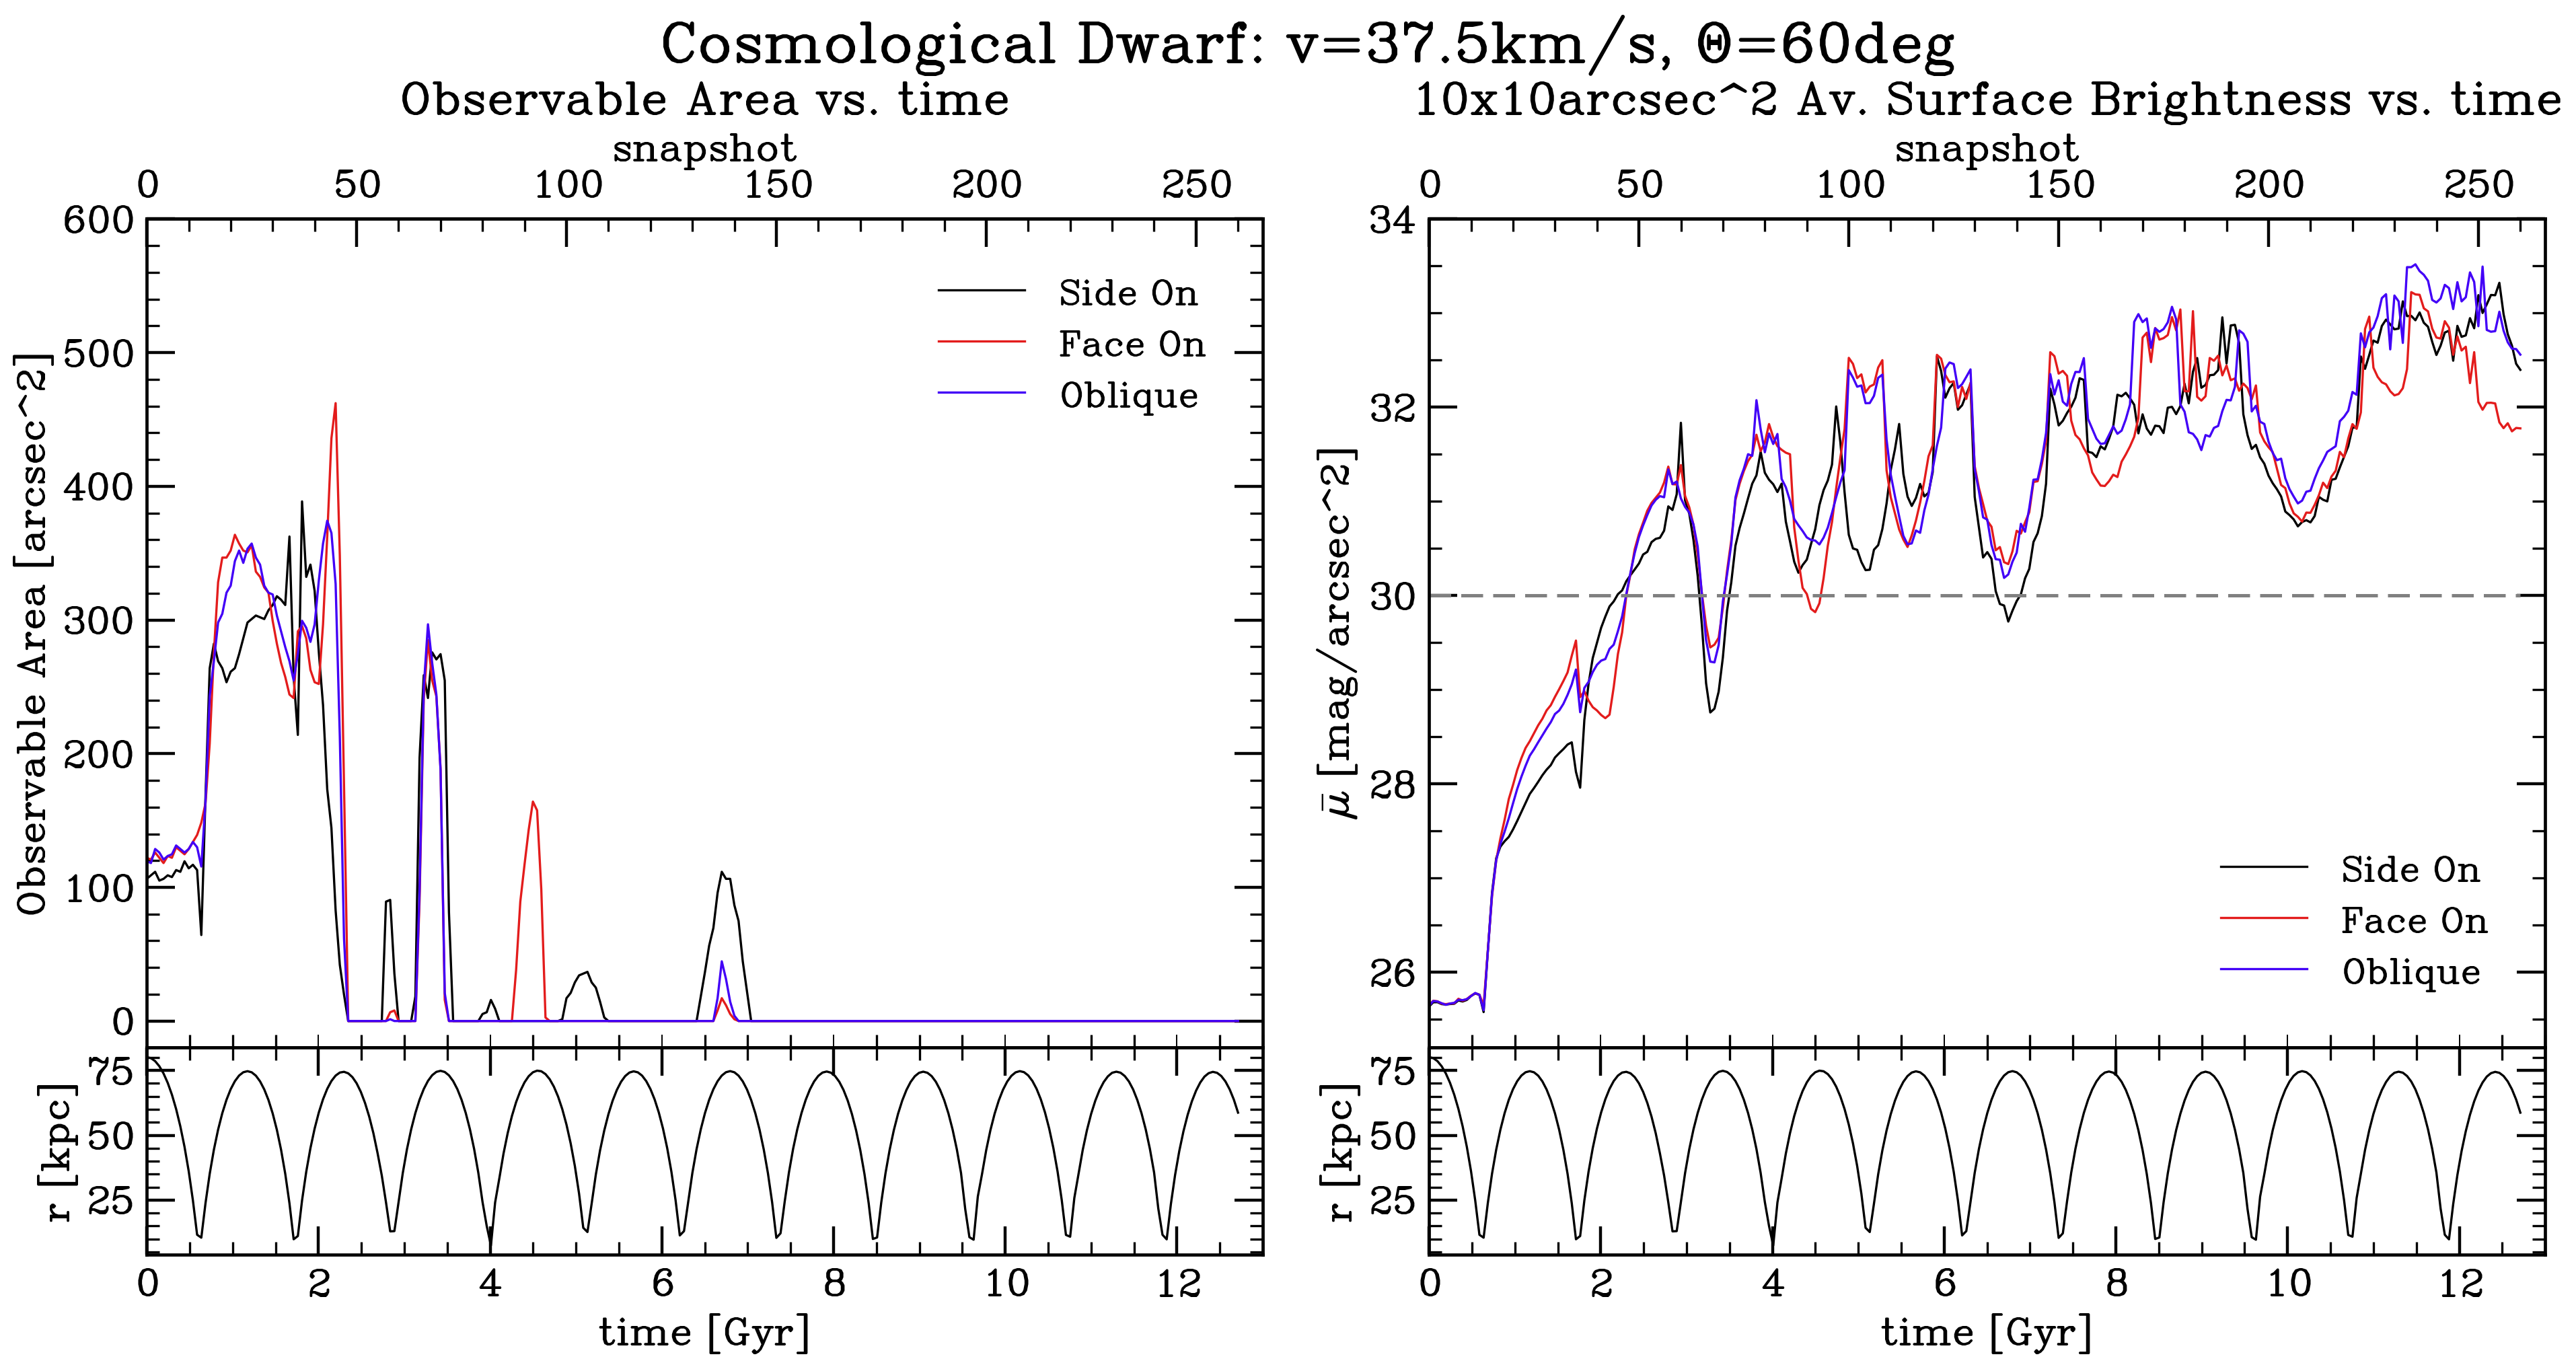 Cosmological Dwarf: v=37.5km/s, Θ=60deg
Observable Area vs. time
snapshot
0 50 100 150 200 250
600
500
400
300
200
100
0
Observable Area [arcsec^2]
Side On
Face On
Oblique
75
50
25
r [kpc]
0 2 4 6 8 10 12
time [Gyr]
10x10arcsec^2 Av. Surface Brightness vs. time
snapshot
0 50 100 150 200 250
34
32
30
28
26
μ̄ [mag/arcsec^2]
Side On
Face On
Oblique
75
50
25
r [kpc]
0 2 4 6 8 10 12
time [Gyr]